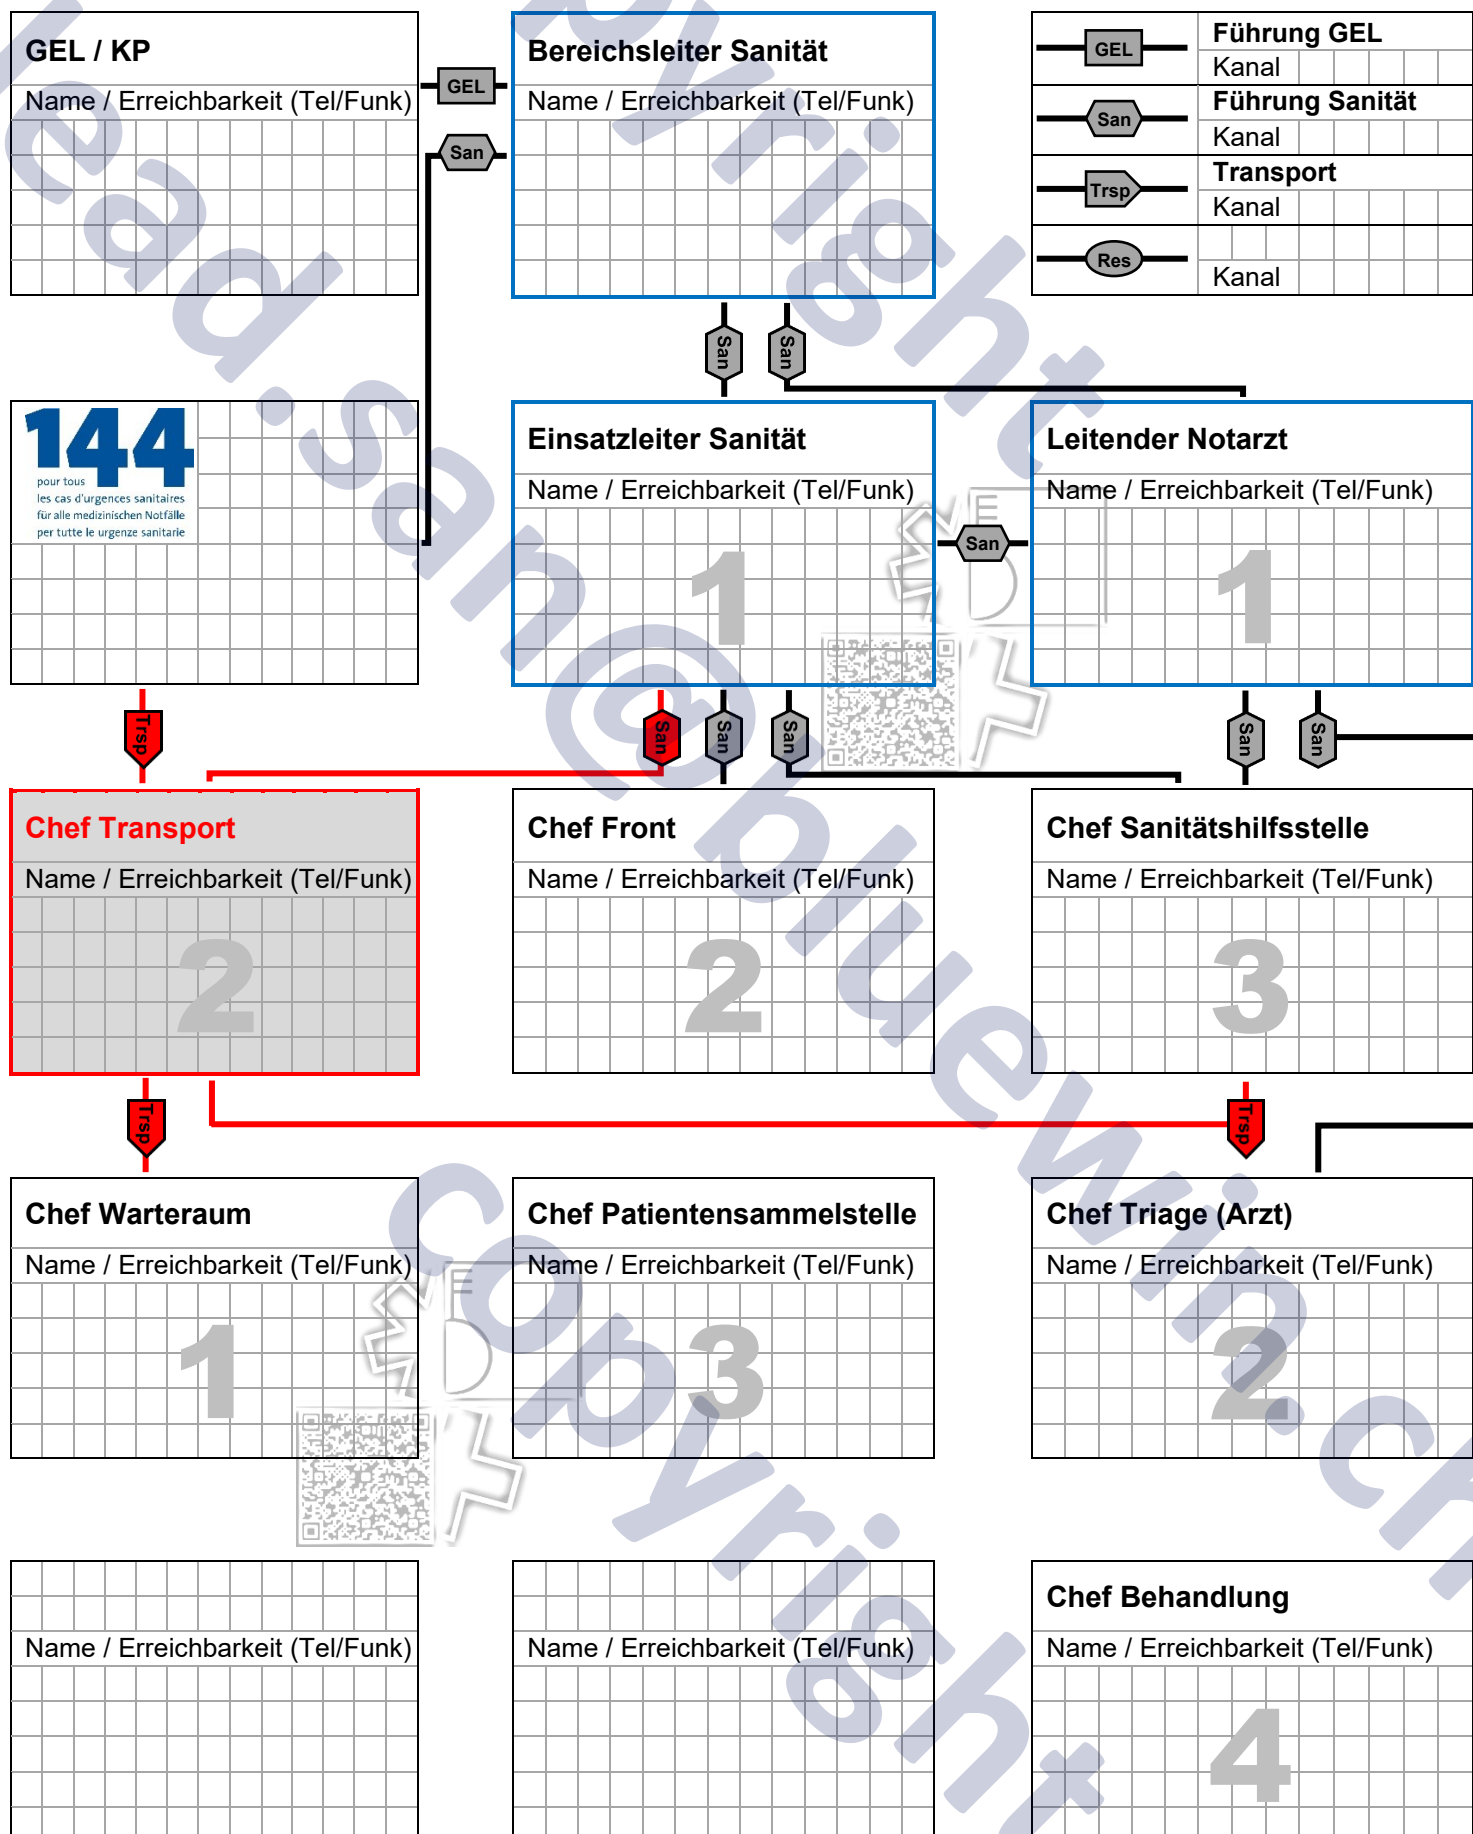 GEL / KP
Name / Erreichbarkeit (Tel/Funk)
GEL
San
Bereichsleiter Sanität
Name / Erreichbarkeit (Tel/Funk)
GEL
Führung GEL
Kanal
San
Führung Sanität
Kanal
Trsp
Transport
Kanal
Res
Kanal
San
San
144
pour tous
les cas d'urgences sanitaires
für alle medizinischen Notfälle
per tutte le urgenze sanitarie
Einsatzleiter Sanität
Name / Erreichbarkeit (Tel/Funk)
1
San
Leitender Notarzt
Name / Erreichbarkeit (Tel/Funk)
1
Trsp
San
San
San
San
San
Chef Transport
Name / Erreichbarkeit (Tel/Funk)
2
Chef Front
Name / Erreichbarkeit (Tel/Funk)
2
Chef Sanitätshilfsstelle
Name / Erreichbarkeit (Tel/Funk)
3
Trsp
Trsp
Chef Warteraum
Name / Erreichbarkeit (Tel/Funk)
1
Chef Patientensammelstelle
Name / Erreichbarkeit (Tel/Funk)
3
Chef Triage (Arzt)
Name / Erreichbarkeit (Tel/Funk)
2
Name / Erreichbarkeit (Tel/Funk)
Name / Erreichbarkeit (Tel/Funk)
Chef Behandlung
Name / Erreichbarkeit (Tel/Funk)
4
lead.san@bluewin.ch
copyright
copyright